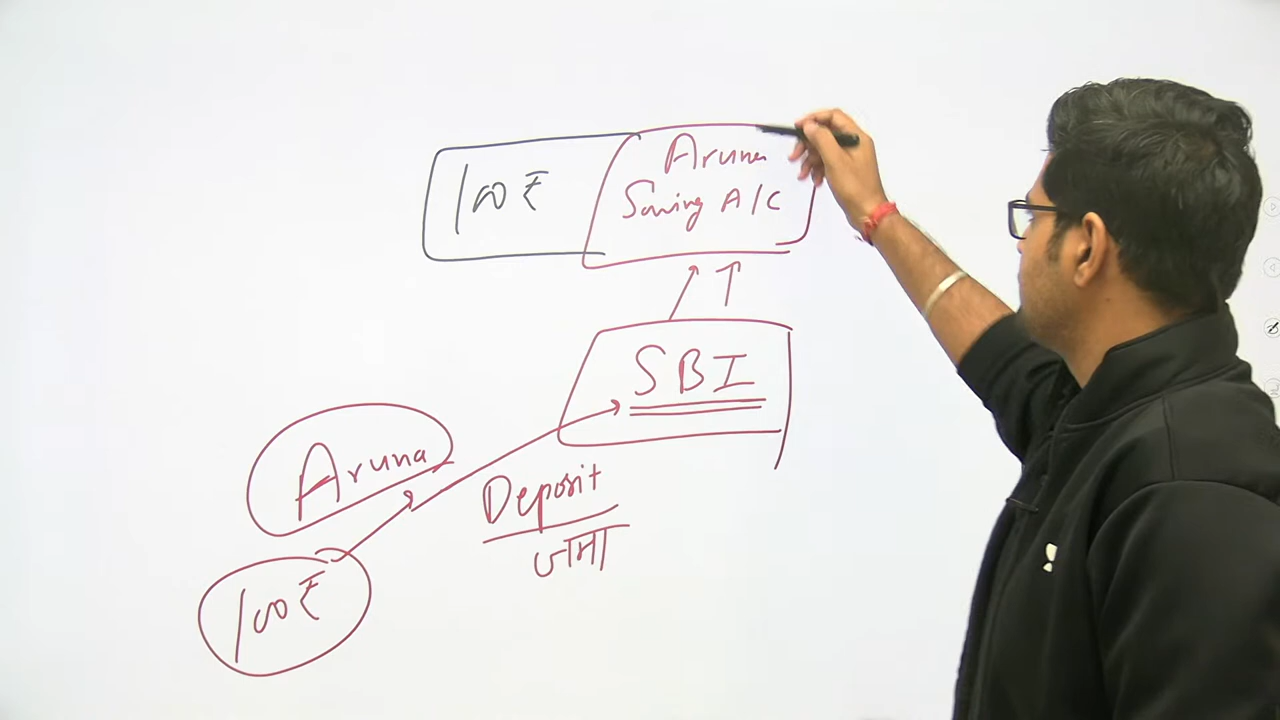 100 ₹
Aruna
Saving A/C
SBI
Aruna
Deposit
जमा
100 ₹